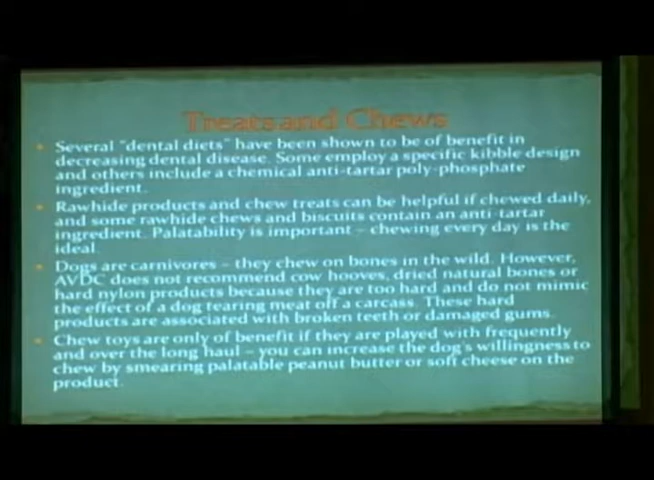 Treats and Chews
• Several "dental diets" have been shown to be of benefit in
decreasing dental disease. Some employ a specific kibble design
and others include a chemical anti-tartar poly-phosphate
ingredient.
• Rawhide products and chew treats can be helpful if chewed daily,
and some rawhide chews and biscuits contain an anti-tartar
ingredient. Palatability is important – chewing every day is the
ideal
• Dogs are carnivores – they chew on bones in the wild. However,
AVDC does not recommend cow hooves, dried natural bones or
hard nylon products because they are too hard and do not mimic
the effect of a dog tearing meat off a carcass. These hard
products are associated with broken teeth or damaged gums.
• Chew toys are only of benefit if they are played with frequently
and over the long haul – you can increase the dog's willingness to
chew by smearing palatable peanut butter or soft cheese on the
product.